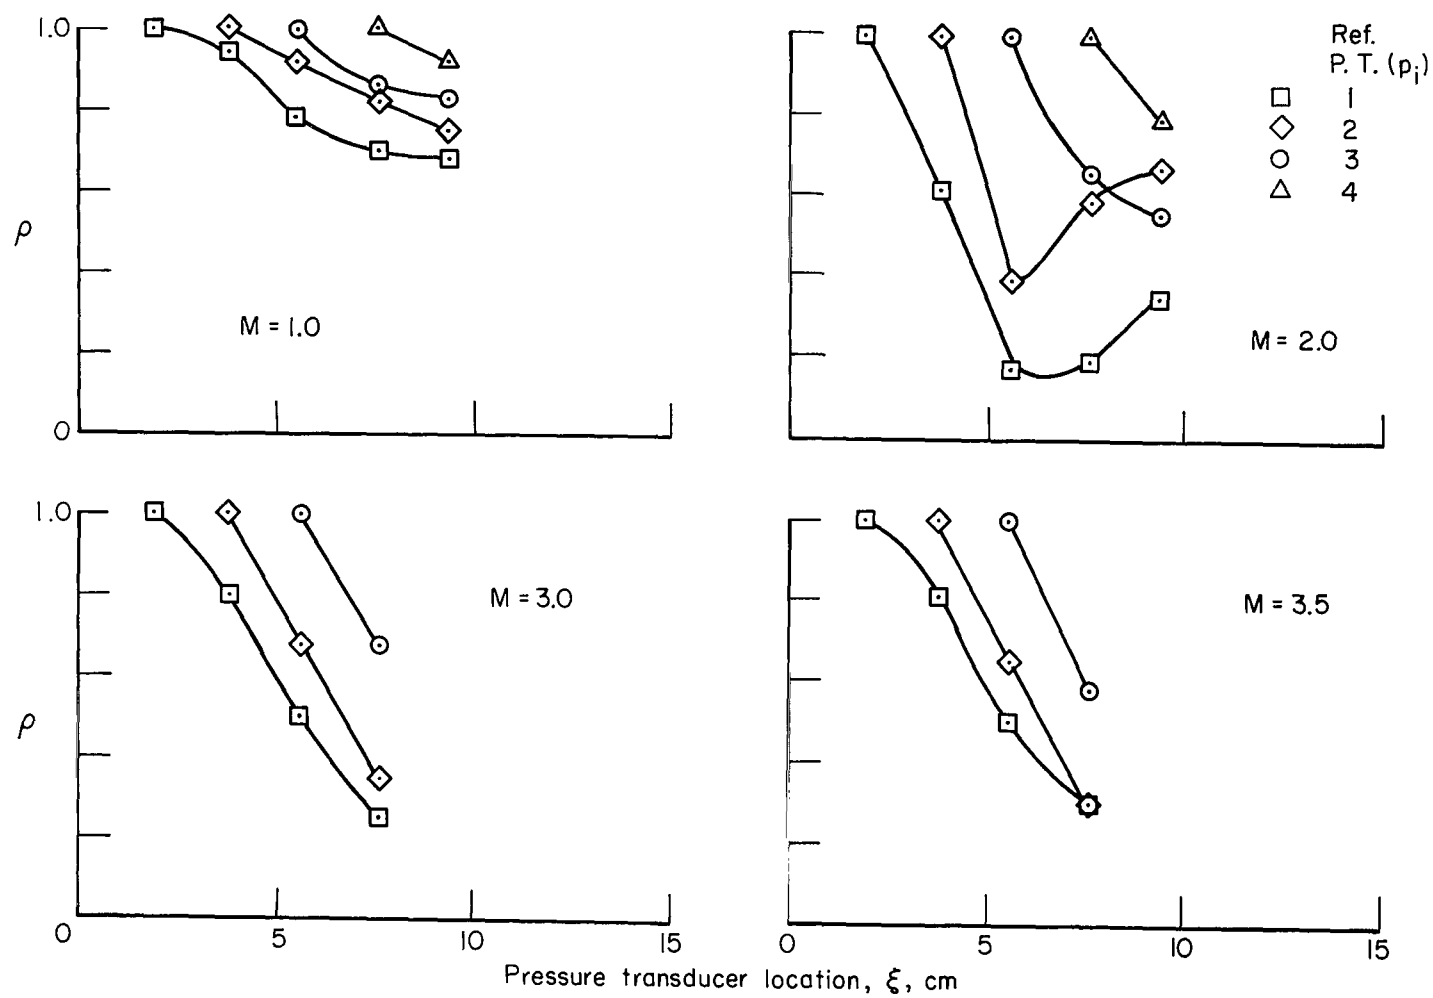 1.0
ρ
0
M = 1.0
Ref.
P. T. (pᵢ)
1
2
3
4
M = 2.0
1.0
ρ
0
5
10
15
M = 3.0
M = 3.5
0
5
10
15
Pressure transducer location, ξ, cm